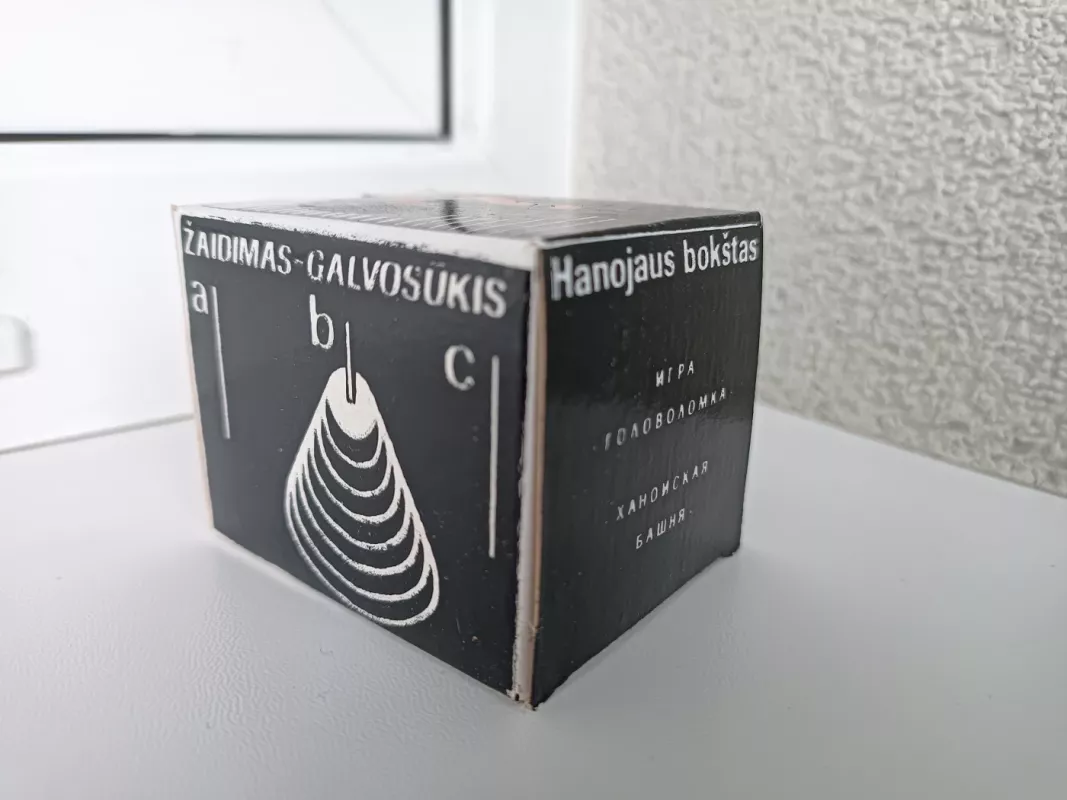 ŽAIDIMAS-GALVOSŪKIS
a
b
c
Hanojaus bokštas
ИГРА
ГОЛОВОЛОМКА
ХАНОЙСКАЯ
БАШНЯ